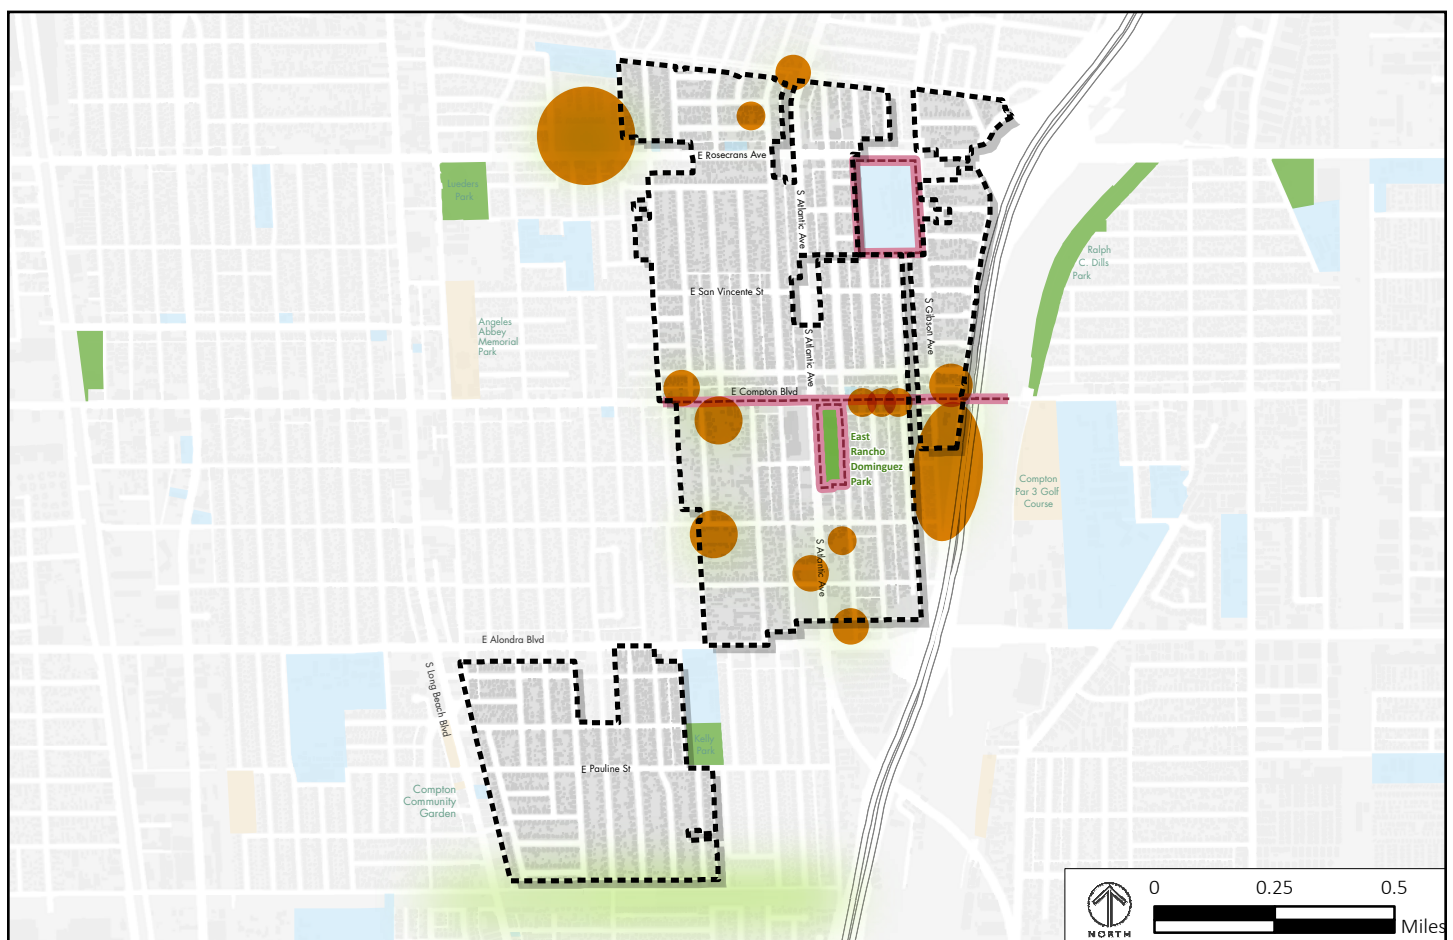 E Rosecrans Ave
Lueders
Park
S Atlantic Ave
Ralph
C. Dills
Park
E San Vincente St
S Gibson Ave
Angeles
Abbey
Memorial
Park
S Atlantic Ave
E Compton Blvd
East
Rancho
Dominguez
Park
Compton
Par 3 Golf
Course
S Atlantic Ave
E Alondra Blvd
S Long Beach Blvd
Kelly
Park
E Pauline St
Compton
Community
Garden
0 0.25 0.5
Miles
NORTH